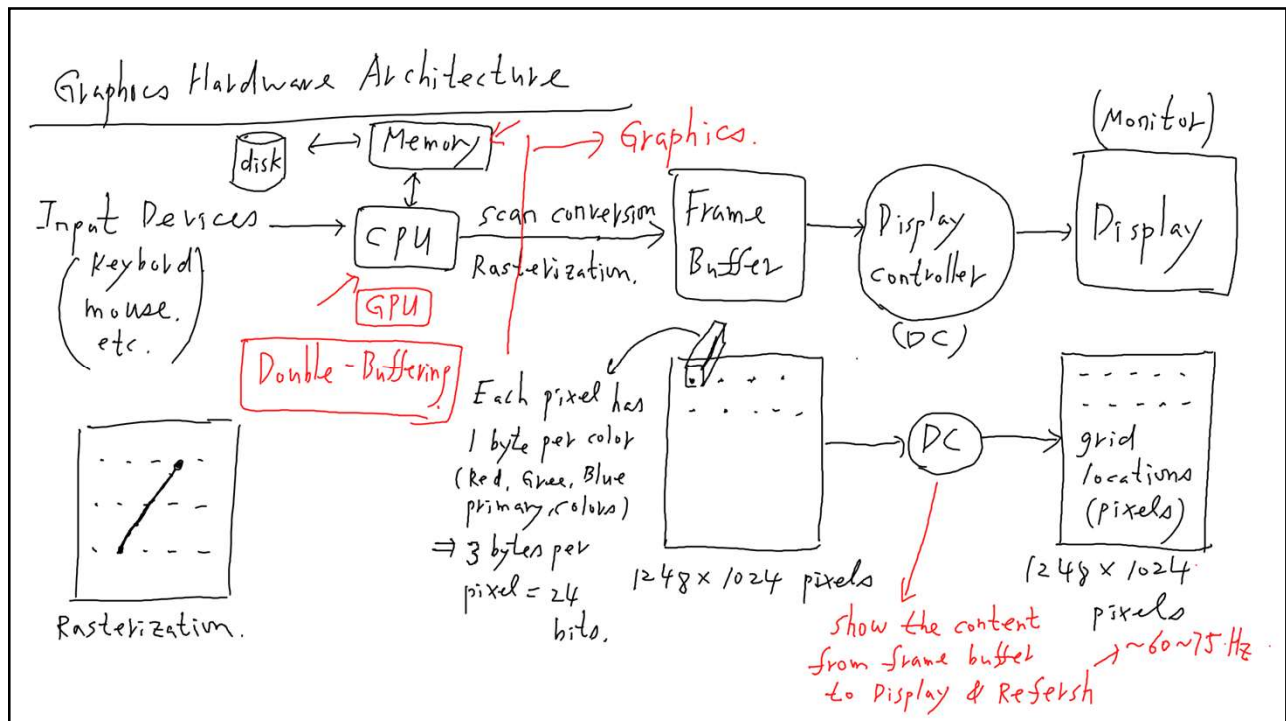 Graphics Hardware Architecture
disk
Memory
Graphics.
(Monitor)
Input Devices
(Keybord
mouse.
etc.)
CPU
GPU
Double-Buffering
scan conversion
Rasterization.
Frame
Buffer
Display
controller
(DC)
Display
Each pixel has
1 byte per color
(Red, Gree, Blue
primary colors)
⇒ 3 bytes per
pixel = 24
bits.
1248 × 1024 pixels
DC
grid
locations
(pixels)
1248 × 1024
pixels
Rasterization.
show the content
from frame buffer
to Display & Refersh
~60~75 Hz.